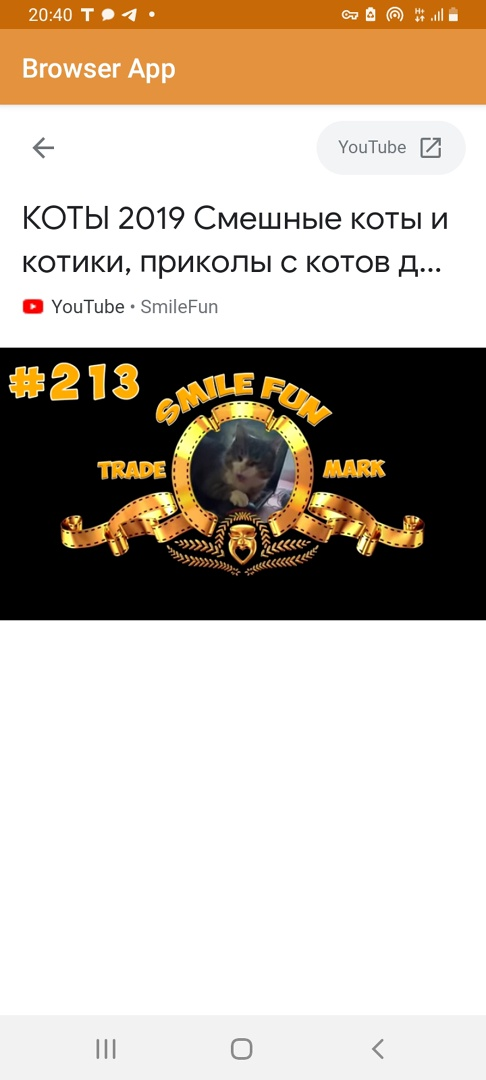 20:40
Browser App
YouTube
КОТЫ 2019 Смешные коты и
котики, приколы с котов д...
YouTube • SmileFun
#213
SMILE FUN
TRADE MARK